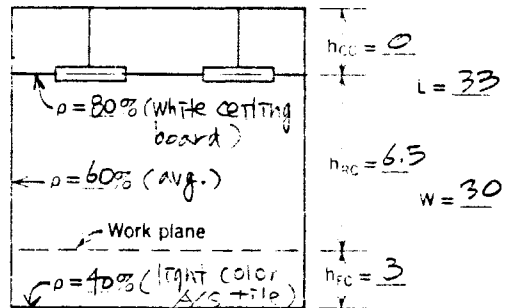 h_CC = 0
L = 33
ρ = 80% (white ceiling board)
h_RC = 6.5
ρ = 60% (avg.)
W = 30
Work plane
ρ = 40% (light color A/S tile)
h_FC = 3